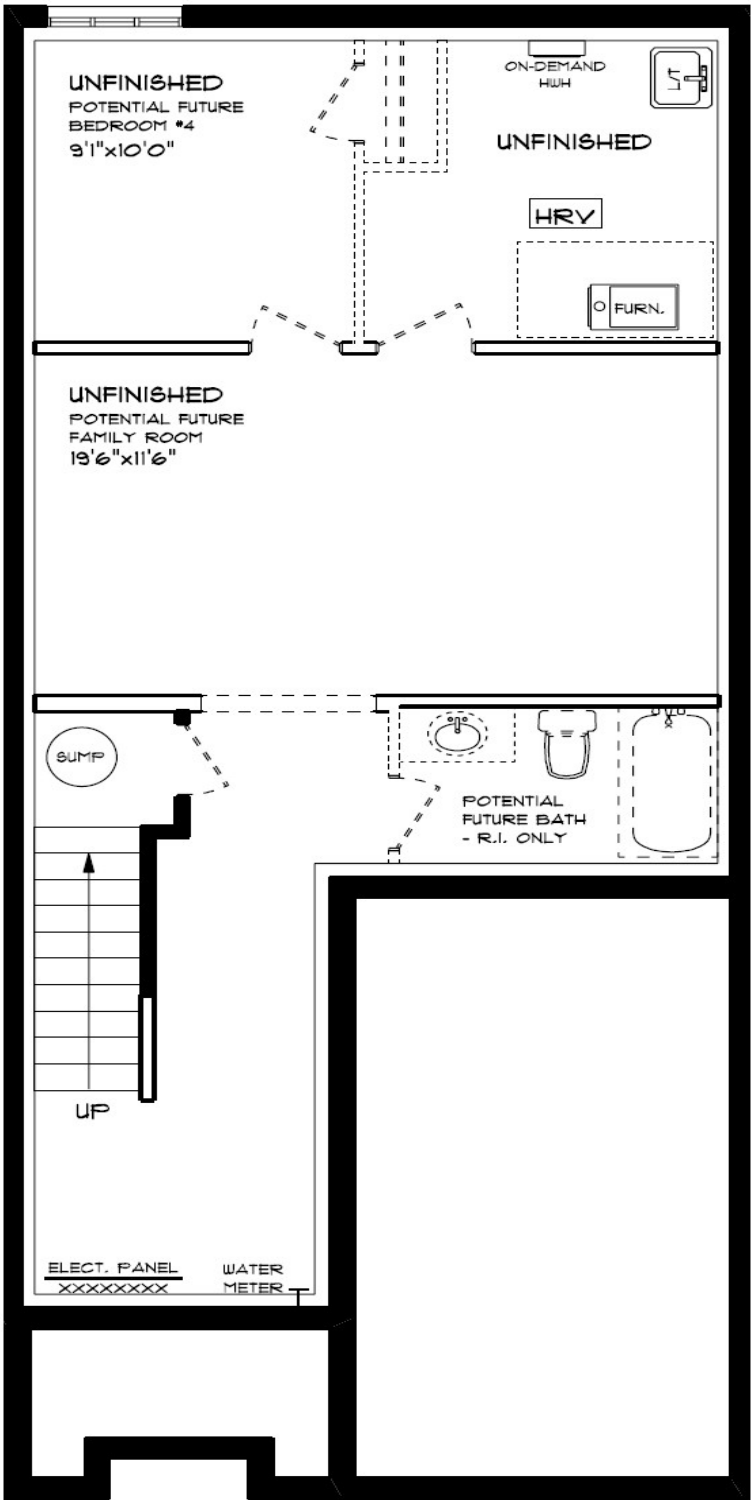 UNFINISHED
POTENTIAL FUTURE
BEDROOM #4
9'1"x10'0"
ON-DEMAND
HWH
L/T
UNFINISHED
HRV
FURN.
UNFINISHED
POTENTIAL FUTURE
FAMILY ROOM
19'6"x11'6"
SUMP
POTENTIAL
FUTURE BATH
- R.I. ONLY
UP
ELECT. PANEL
XXXXXXXX
WATER
METER